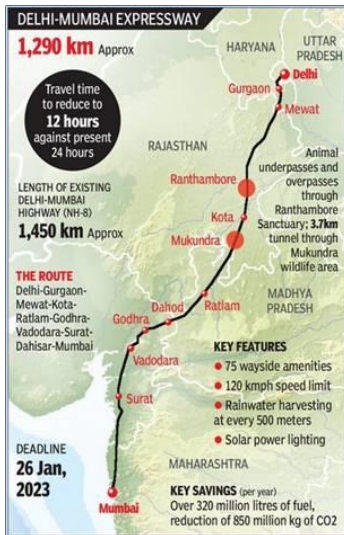 DELHI-MUMBAI EXPRESSWAY
1,290 km Approx
Travel time
to reduce to
12 hours
against present
24 hours
LENGTH OF EXISTING
DELHI-MUMBAI
HIGHWAY (NH-8)
1,450 km Approx
THE ROUTE
Delhi-Gurgaon-
Mewat-Kota-
Ratlam-Godhra-
Vadodara-Surat-
Dahisar-Mumbai
DEADLINE
26 Jan,
2023
HARYANA
UTTAR
PRADESH
Delhi
Gurgaon
Mewat
RAJASTHAN
Ranthambore
Kota
Mukundra
Animal
underpasses and
overpasses
through
Ranthambore
Sanctuary; 3.7km
tunnel through
Mukundra
wildlife area
MADHYA
PRADESH
Ratlam
Dahod
Godhra
Vadodara
Surat
MAHARASHTRA
Mumbai
KEY FEATURES
● 75 wayside amenities
● 120 kmph speed limit
● Rainwater harvesting
at every 500 meters
● Solar power lighting
KEY SAVINGS (per year)
Over 320 million litres of fuel,
reduction of 850 million kg of CO2